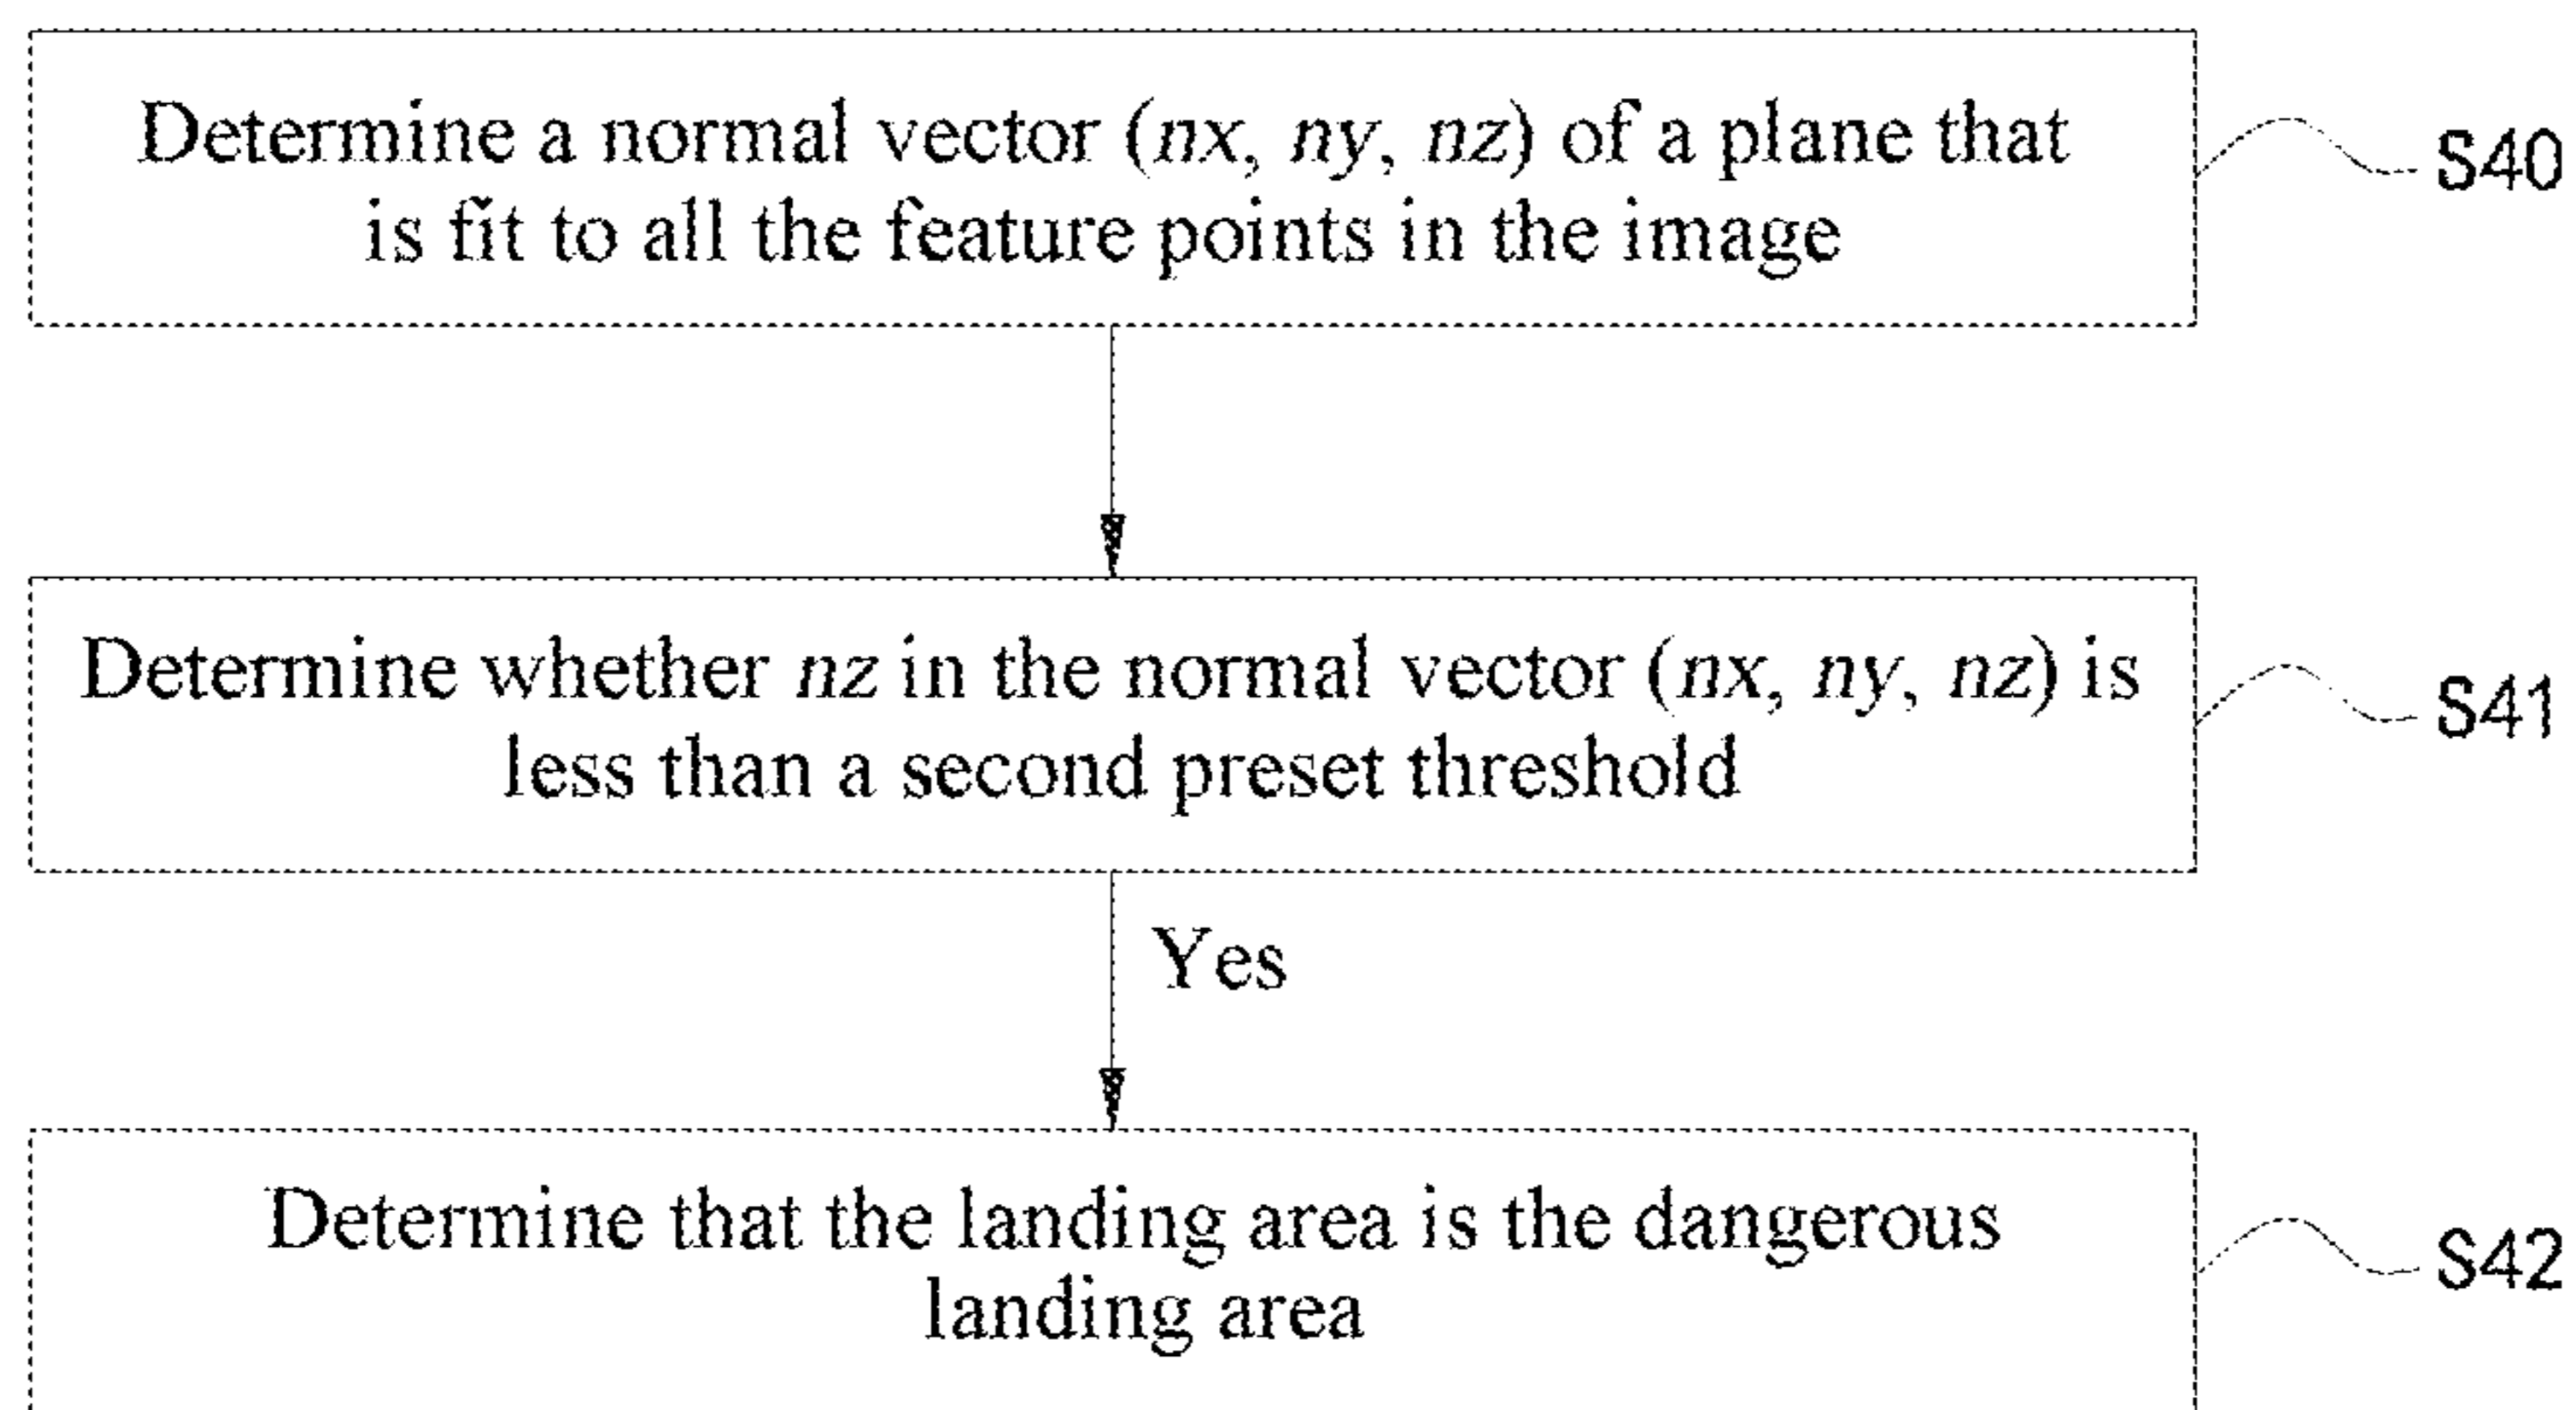 Determine a normal vector (nx, ny, nz) of a plane that
is fit to all the feature points in the image
S40
Determine whether nz in the normal vector (nx, ny, nz) is
less than a second preset threshold
S41
Yes
Determine that the landing area is the dangerous
landing area
S42